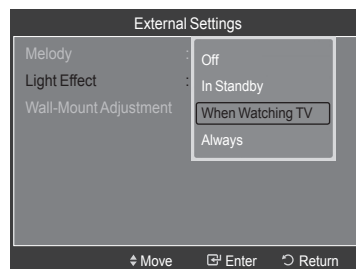 External Settings
Melody :
Off
Light Effect :
In Standby
Wall-Mount Adjustment
When Watching TV
Always
Move Enter Return